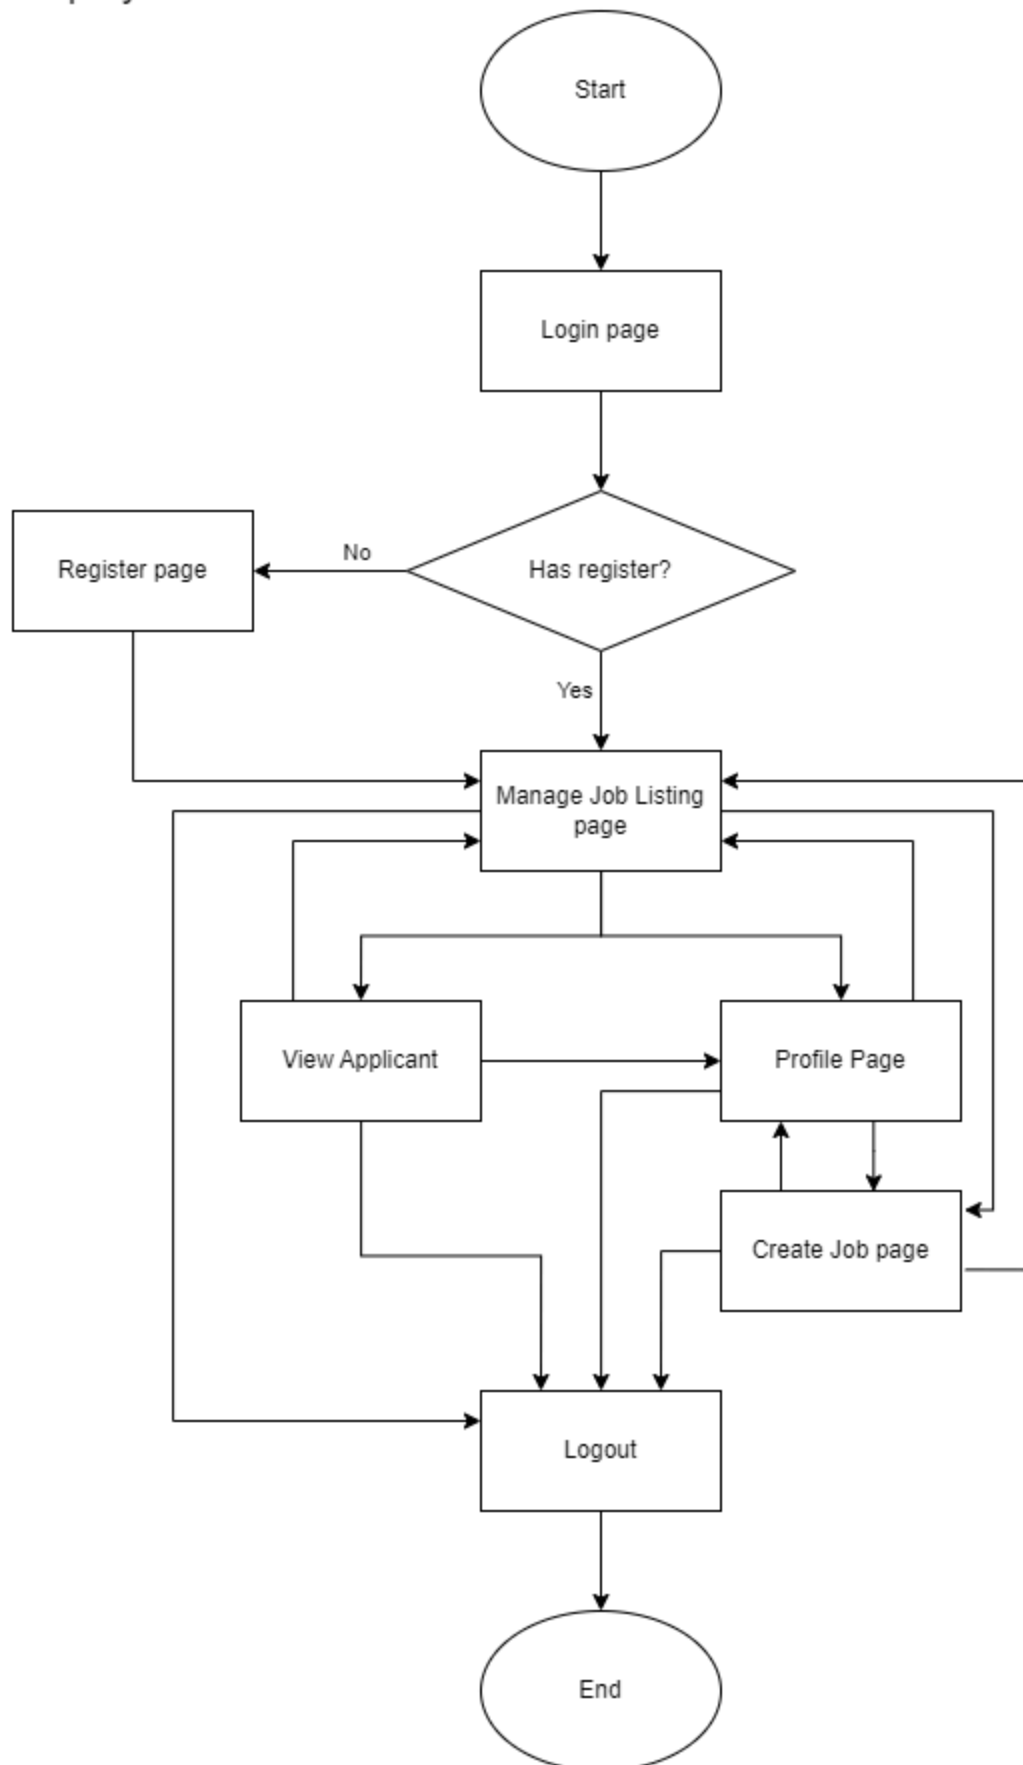 Start
Login page
Has register?
No
Register page
Yes
Manage Job Listing
page
View Applicant
Profile Page
Create Job page
Logout
End